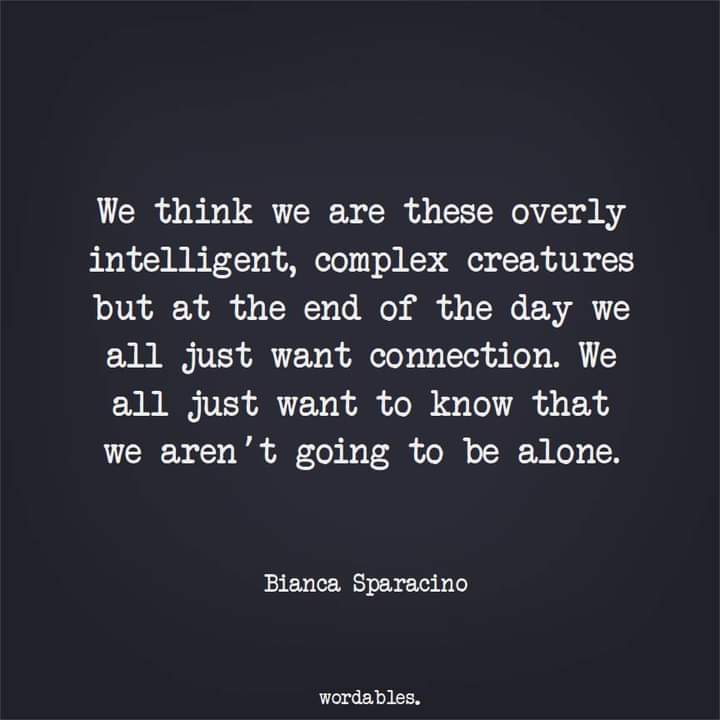 We think we are these overly
intelligent, complex creatures
but at the end of the day we
all just want connection. We
all just want to know that
we aren't going to be alone.
Bianca Sparacino
wordables.